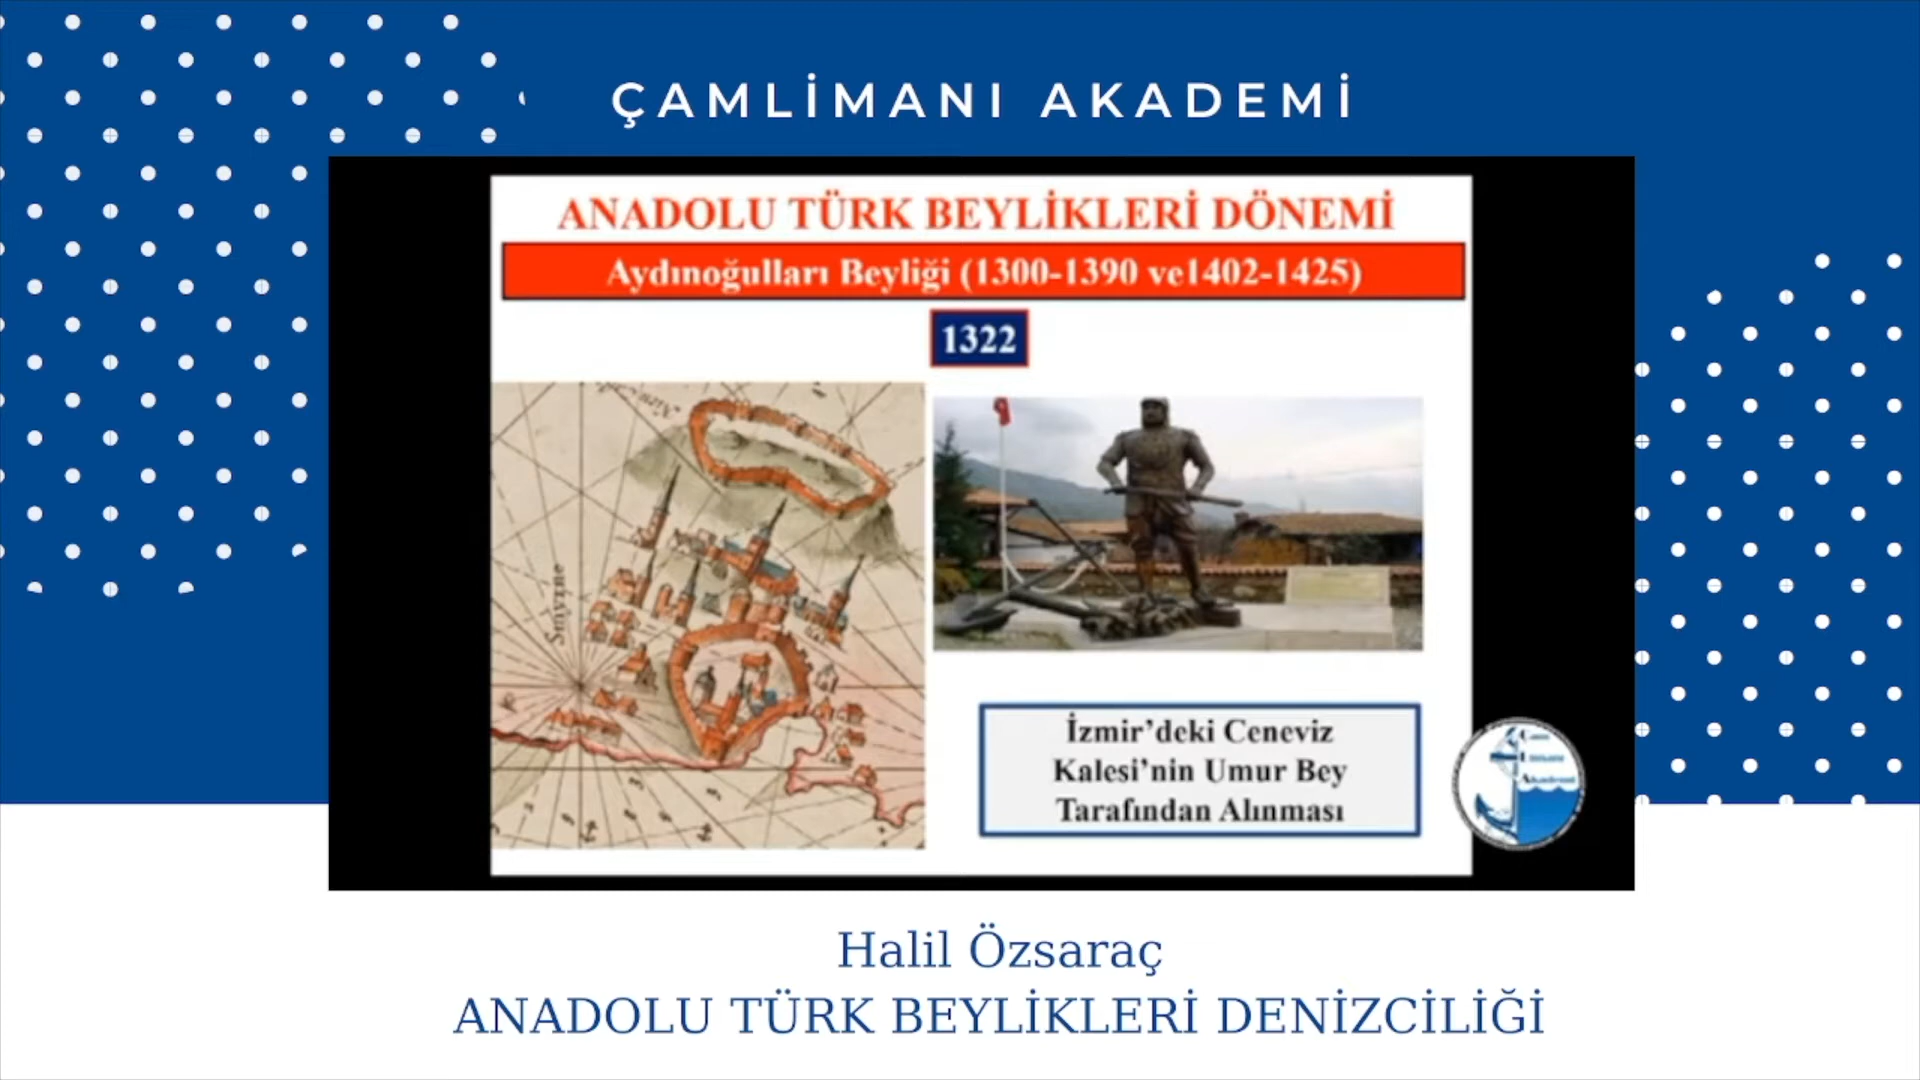 ÇAMLİMANI AKADEMİ
ANADOLU TÜRK BEYLİKLERİ DÖNEMİ
Aydınoğulları Beyliği (1300-1390 ve1402-1425)
1322
Smyrne
İzmir’deki Ceneviz
Kalesi’nin Umur Bey
Tarafından Alınması
Halil Özsaraç
ANADOLU TÜRK BEYLİKLERİ DENİZCİLİĞİ